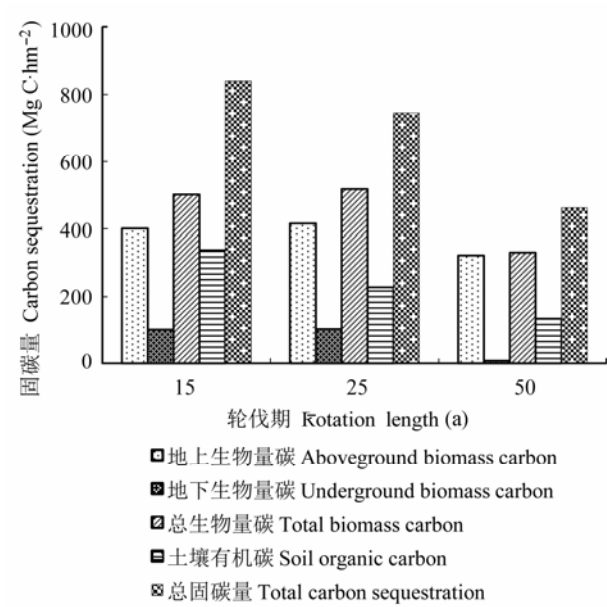 1000
800
600
400
200
0
固碳量 Carbon sequestration (Mg C·hm⁻²)
15 25 50
轮伐期 Rotation length (a)
地上生物量碳 Aboveground biomass carbon
地下生物量碳 Underground biomass carbon
总生物量碳 Total biomass carbon
土壤有机碳 Soil organic carbon
总固碳量 Total carbon sequestration